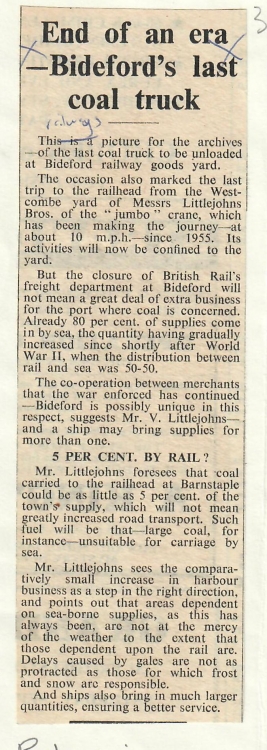 3
End of an era
—Bideford's last
coal truck
railways
This is a picture for the archives
—of the last coal truck to be unloaded
at Bideford railway goods yard.
The occasion also marked the last
trip to the railhead from the West-
combe yard of Messrs Littlejohns
Bros. of the "jumbo" crane, which
has been making the journey—at
about 10 m.p.h.—since 1955. Its
activities will now be confined to the
yard.
But the closure of British Rail's
freight department at Bideford will
not mean a great deal of extra business
for the port where coal is concerned.
Already 80 per cent. of supplies come
in by sea, the quantity having gradually
increased since shortly after World
War II, when the distribution between
rail and sea was 50-50.
The co-operation between merchants
that the war enforced has continued
—Bideford is possibly unique in this
respect, suggests Mr. V. Littlejohns—
and a ship may bring supplies for
more than one.
5 PER CENT. BY RAIL?
Mr. Littlejohns foresees that coal
carried to the railhead at Barnstaple
could be as little as 5 per cent. of the
town's supply, which will not mean
greatly increased road transport. Such
fuel will be that—large coal, for
instance—unsuitable for carriage by
sea.
Mr. Littlejohns sees the compara-
tively small increase in harbour
business as a step in the right direction,
and points out that areas dependent
on sea-borne supplies, as this has
always been, are not at the mercy
of the weather to the extent that
those dependent upon the rail are.
Delays caused by gales are not as
protracted as those for which frost
and snow are responsible.
And ships also bring in much larger
quantities, ensuring a better service.